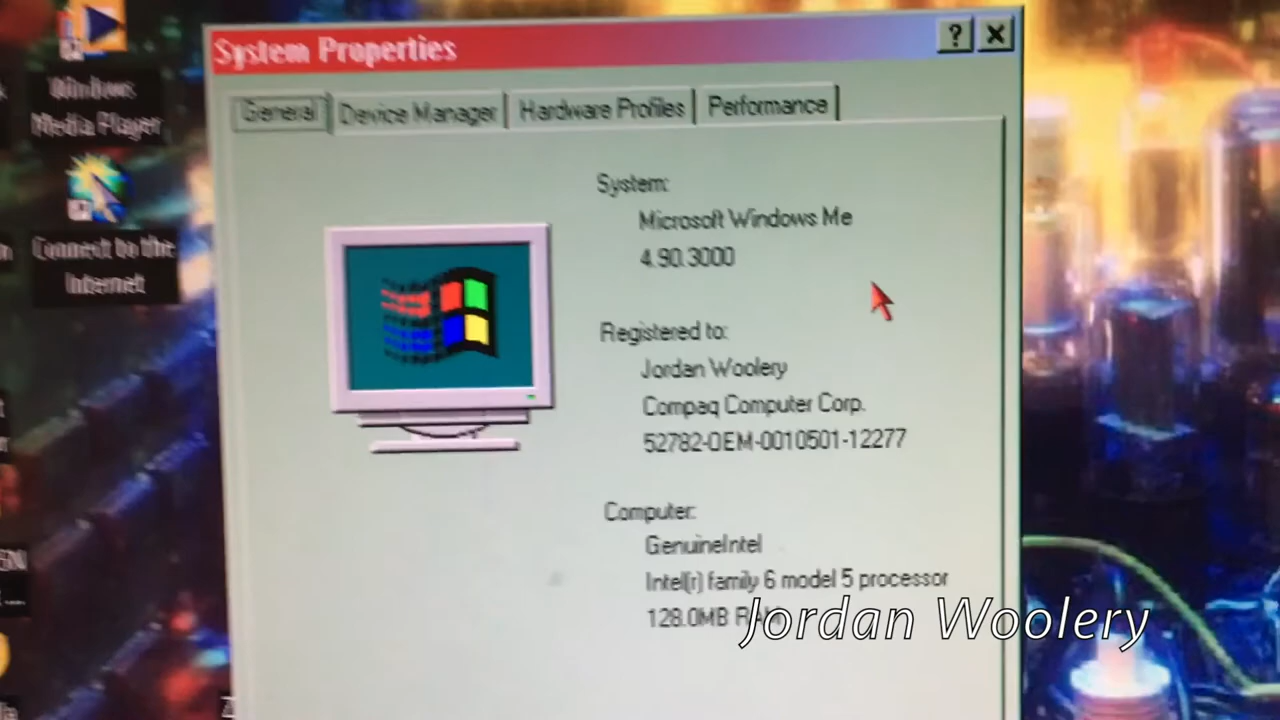 System Properties
? X
General Device Manager Hardware Profiles Performance
Windows
Media Player
Connect to the
Internet
System:
Microsoft Windows Me
4.90.3000
Registered to:
Jordan Woolery
Compaq Computer Corp.
52782-OEM-0010501-12277
Computer:
GenuineIntel
Intel(r) family 6 model 5 processor
128.0MB RAM
Jordan Woolery